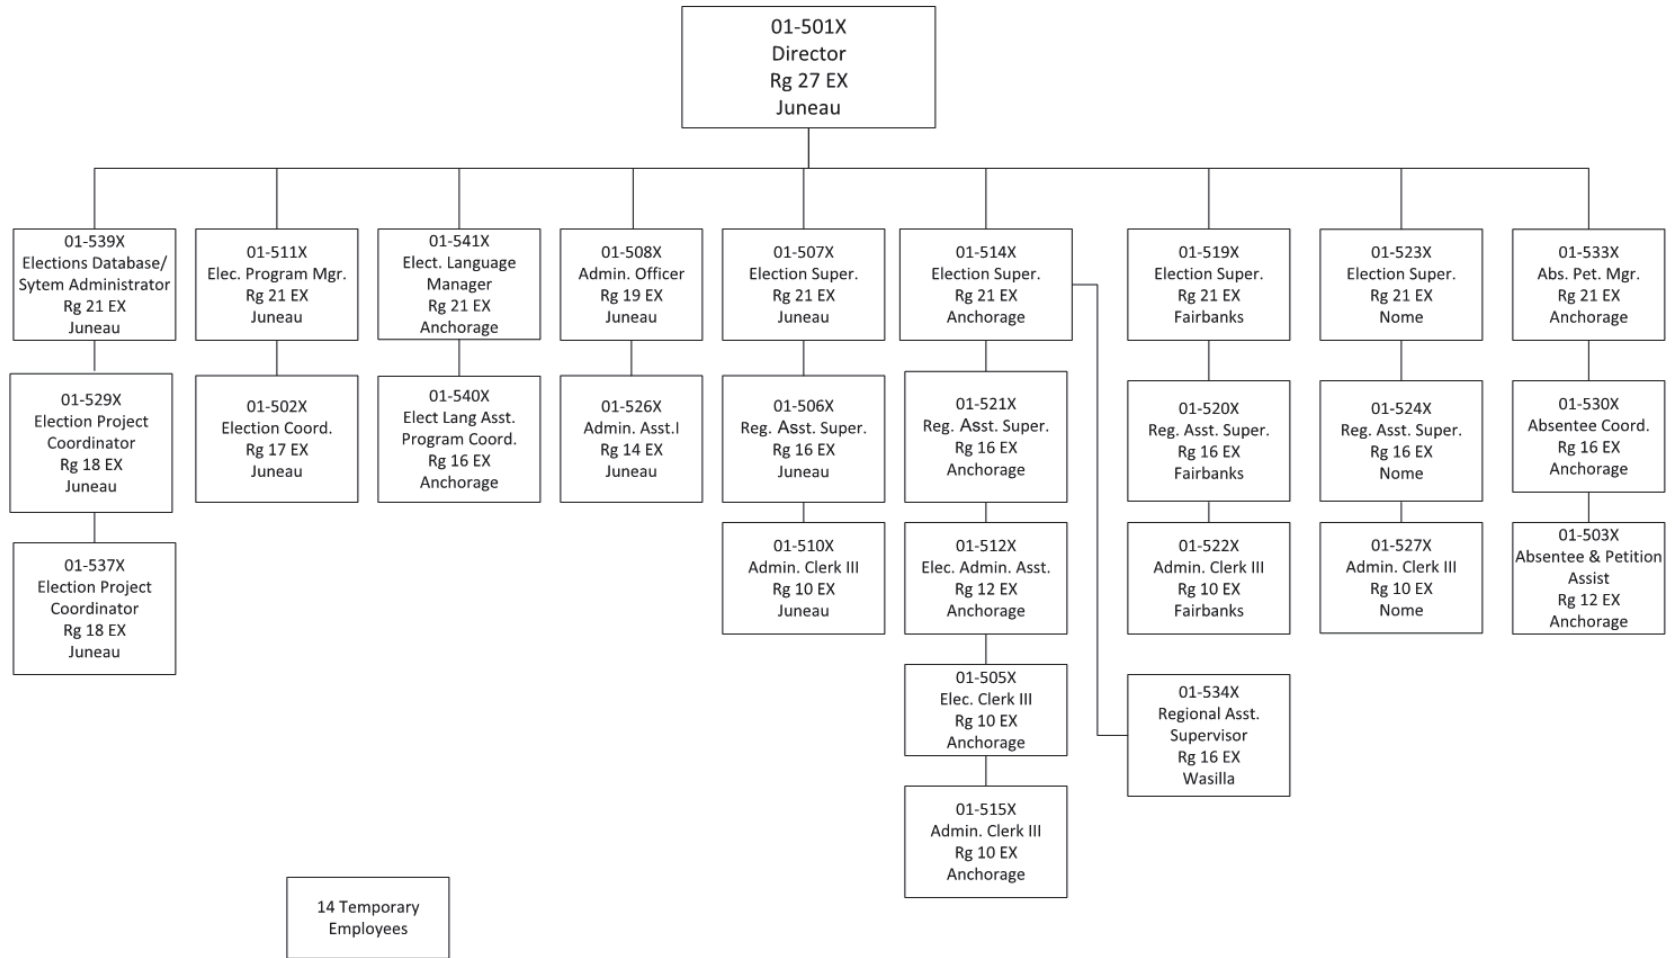 01-501X
Director
Rg 27 EX
Juneau
01-539X
Elections Database/
Sytem Administrator
Rg 21 EX
Juneau
01-511X
Elec. Program Mgr.
Rg 21 EX
Juneau
01-541X
Elect. Language
Manager
Rg 21 EX
Anchorage
01-508X
Admin. Officer
Rg 19 EX
Juneau
01-507X
Election Super.
Rg 21 EX
Juneau
01-514X
Election Super.
Rg 21 EX
Anchorage
01-519X
Election Super.
Rg 21 EX
Fairbanks
01-523X
Election Super.
Rg 21 EX
Nome
01-533X
Abs. Pet. Mgr.
Rg 21 EX
Anchorage
01-529X
Election Project
Coordinator
Rg 18 EX
Juneau
01-502X
Election Coord.
Rg 17 EX
Juneau
01-540X
Elect Lang Asst.
Program Coord.
Rg 16 EX
Anchorage
01-526X
Admin. Asst.I
Rg 14 EX
Juneau
01-506X
Reg. Asst. Super.
Rg 16 EX
Juneau
01-521X
Reg. Asst. Super.
Rg 16 EX
Anchorage
01-520X
Reg. Asst. Super.
Rg 16 EX
Fairbanks
01-524X
Reg. Asst. Super.
Rg 16 EX
Nome
01-530X
Absentee Coord.
Rg 16 EX
Anchorage
01-537X
Election Project
Coordinator
Rg 18 EX
Juneau
01-510X
Admin. Clerk III
Rg 10 EX
Juneau
01-512X
Elec. Admin. Asst.
Rg 12 EX
Anchorage
01-522X
Admin. Clerk III
Rg 10 EX
Fairbanks
01-527X
Admin. Clerk III
Rg 10 EX
Nome
01-503X
Absentee & Petition
Assist
Rg 12 EX
Anchorage
01-505X
Elec. Clerk III
Rg 10 EX
Anchorage
01-534X
Regional Asst.
Supervisor
Rg 16 EX
Wasilla
01-515X
Admin. Clerk III
Rg 10 EX
Anchorage
14 Temporary
Employees